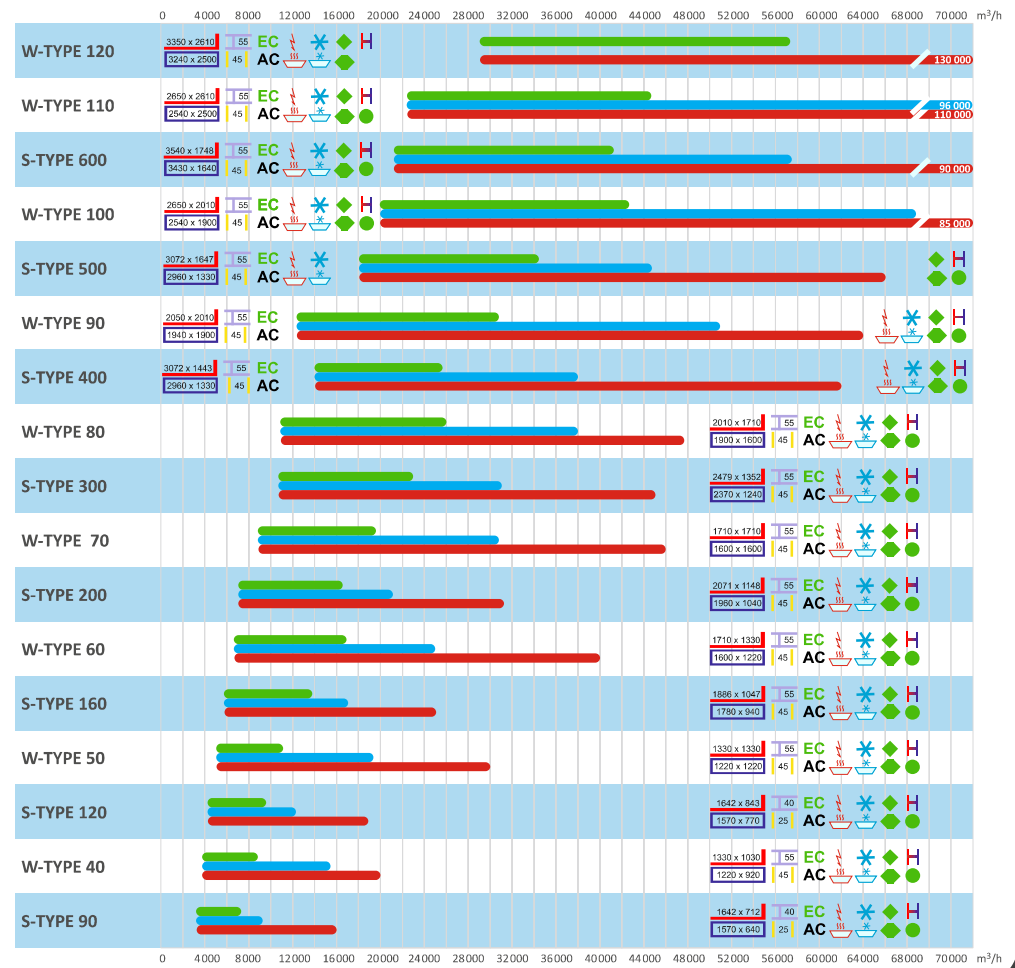 0 4000 8000 12000 16000 20000 24000 28000 32000 36000 40000 44000 48000 52000 56000 60000 64000 68000 70000 m³/h
W-TYPE 120 3350 x 2610 55 EC
3240 x 2500 45 AC 130 000
W-TYPE 110 2650 x 2610 55 EC 96 000
2540 x 2500 45 AC 110 000
S-TYPE 600 3540 x 1748 55 EC
3430 x 1640 45 AC 90 000
W-TYPE 100 2650 x 2010 55 EC
2540 x 1900 45 AC 85 000
S-TYPE 500 3072 x 1647 55 EC
2960 x 1330 45 AC
W-TYPE 90 2050 x 2010 55 EC
1940 x 1900 45 AC
S-TYPE 400 3072 x 1443 55 EC
2960 x 1330 45 AC
W-TYPE 80 2010 x 1710 55 EC
1900 x 1600 45 AC
S-TYPE 300 2479 x 1352 55 EC
2370 x 1240 45 AC
W-TYPE 70 1710 x 1710 55 EC
1600 x 1600 45 AC
S-TYPE 200 2071 x 1148 55 EC
1960 x 1040 45 AC
W-TYPE 60 1710 x 1330 55 EC
1600 x 1220 45 AC
S-TYPE 160 1886 x 1047 55 EC
1780 x 940 45 AC
W-TYPE 50 1330 x 1330 55 EC
1220 x 1220 45 AC
S-TYPE 120 1642 x 843 40 EC
1570 x 770 25 AC
W-TYPE 40 1330 x 1030 55 EC
1220 x 920 45 AC
S-TYPE 90 1642 x 712 40 EC
1570 x 640 25 AC
0 4000 8000 12000 16000 20000 24000 28000 32000 36000 40000 44000 48000 52000 56000 60000 64000 68000 70000 m³/h